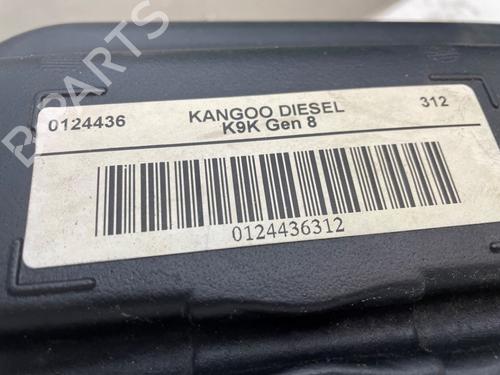 B PARTS
0124436 KANGOO DIESEL 312
K9K Gen 8
0124436312